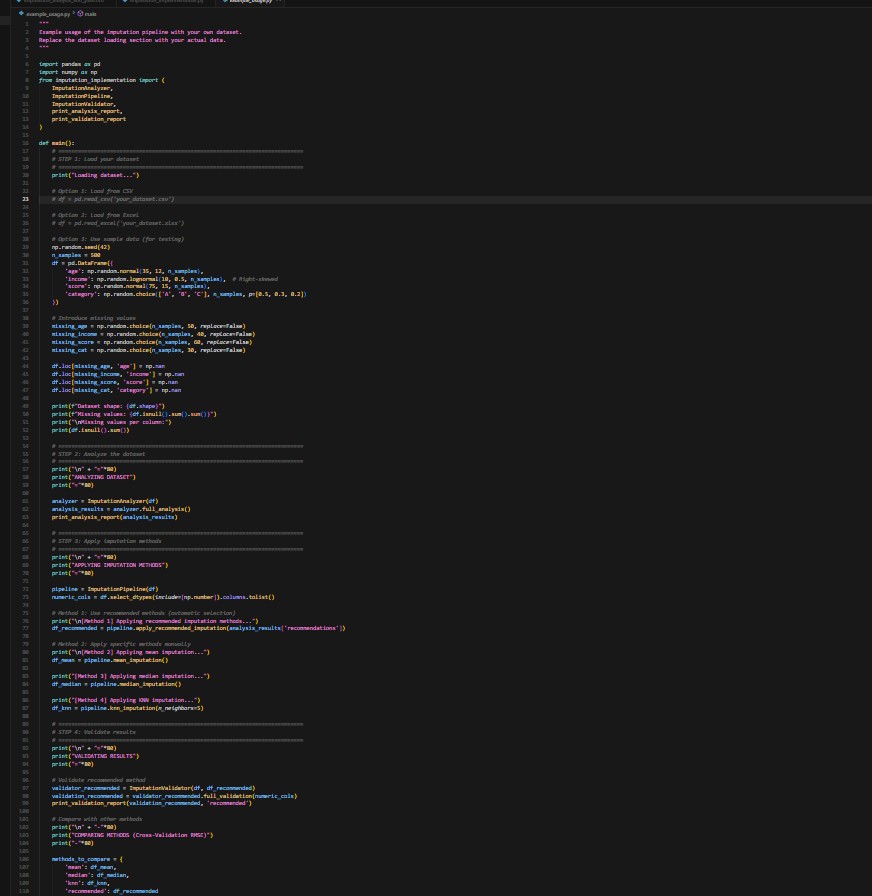 example_usage.py > main
"""
Example usage of the imputation pipeline with your own dataset.
Replace the dataset loading section with your actual data.
"""
import pandas as pd
import numpy as np
from imputation_implementation import (
ImputationAnalyzer,
ImputationPipeline,
ImputationValidator,
print_analysis_report,
print_validation_report
)
def main():
# ============================================================================
# STEP 1: Load your dataset
# ============================================================================
print("Loading dataset...")
# Option 1: Load from CSV
# df = pd.read_csv('your_dataset.csv')
# Option 2: Load from Excel
# df = pd.read_excel('your_dataset.xlsx')
# Option 3: Use sample data (for testing)
np.random.seed(42)
n_samples = 500
df = pd.DataFrame({
'age': np.random.normal(35, 12, n_samples),
'income': np.random.lognormal(10, 0.5, n_samples),  # Right-skewed
'score': np.random.normal(75, 15, n_samples),
'category': np.random.choice(['A', 'B', 'C'], n_samples, p=[0.5, 0.3, 0.2])
})
# Introduce missing values
missing_age = np.random.choice(n_samples, 50, replace=False)
missing_income = np.random.choice(n_samples, 40, replace=False)
missing_score = np.random.choice(n_samples, 60, replace=False)
missing_cat = np.random.choice(n_samples, 30, replace=False)
df.loc[missing_age, 'age'] = np.nan
df.loc[missing_income, 'income'] = np.nan
df.loc[missing_score, 'score'] = np.nan
df.loc[missing_cat, 'category'] = np.nan
print(f"Dataset shape: {df.shape}")
print(f"Missing values: {df.isnull().sum().sum()}")
print("\nMissing values per column:")
print(df.isnull().sum())
# ============================================================================
# STEP 2: Analyze the dataset
# ============================================================================
print("\n" + "="*80)
print("ANALYZING DATASET")
print("="*80)
analyzer = ImputationAnalyzer(df)
analysis_results = analyzer.full_analysis()
print_analysis_report(analysis_results)
# ============================================================================
# STEP 3: Apply imputation methods
# ============================================================================
print("\n" + "="*80)
print("APPLYING IMPUTATION METHODS")
print("="*80)
pipeline = ImputationPipeline(df)
numeric_cols = df.select_dtypes(include=[np.number]).columns.tolist()
# Method 1: Use recommended methods (automatic selection)
print("\n[Method 1] Applying recommended imputation methods...")
df_recommended = pipeline.apply_recommended_imputation(analysis_results['recommendations'])
# Method 2: Apply specific methods manually
print("\n[Method 2] Applying mean imputation...")
df_mean = pipeline.mean_imputation()
print("[Method 3] Applying median imputation...")
df_median = pipeline.median_imputation()
print("[Method 4] Applying KNN imputation...")
df_knn = pipeline.knn_imputation(n_neighbors=5)
# ============================================================================
# STEP 4: Validate results
# ============================================================================
print("\n" + "="*80)
print("VALIDATING RESULTS")
print("="*80)
# Validate recommended method
validator_recommended = ImputationValidator(df, df_recommended)
validation_recommended = validator_recommended.full_validation(numeric_cols)
print_validation_report(validation_recommended, 'recommended')
# Compare with other methods
print("\n" + "-"*80)
print("COMPARING METHODS (Cross-Validation RMSE)")
print("-"*80)
methods_to_compare = {
'mean': df_mean,
'median': df_median,
'knn': df_knn,
'recommended': df_recommended